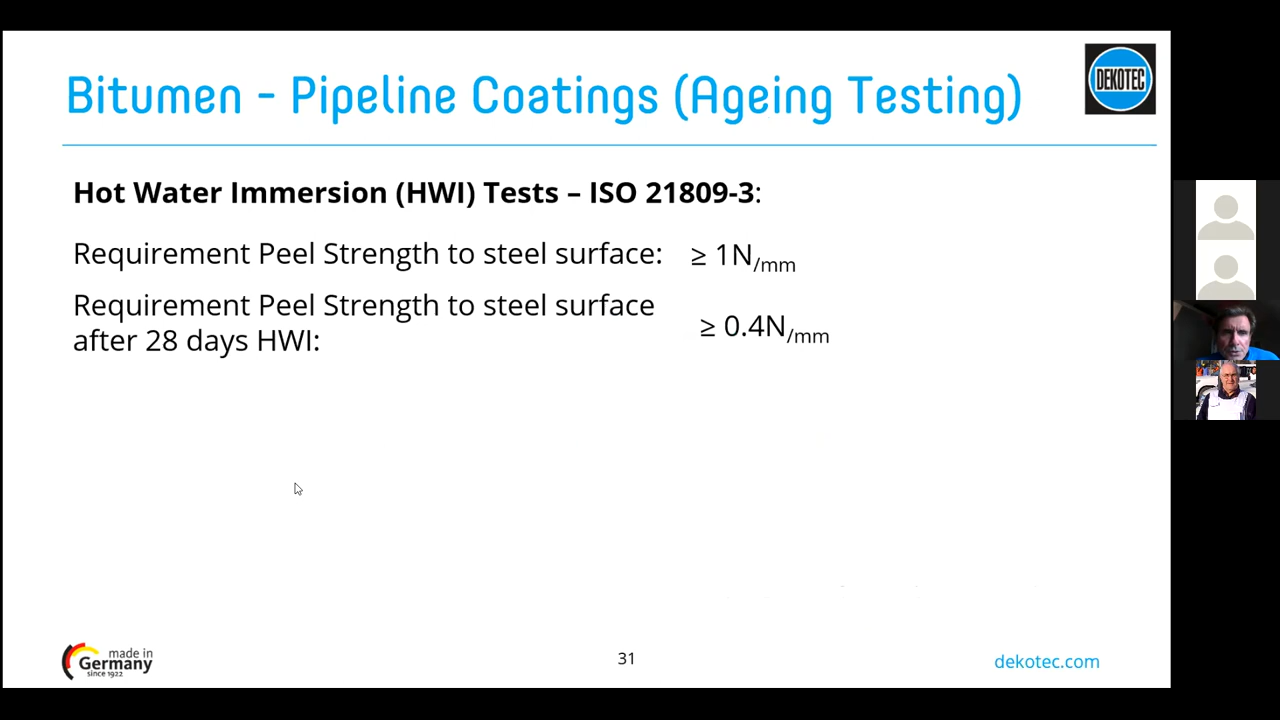 Bitumen - Pipeline Coatings (Ageing Testing)
DEKOTEC
Hot Water Immersion (HWI) Tests – ISO 21809-3:
Requirement Peel Strength to steel surface: ≥ 1N/mm
Requirement Peel Strength to steel surface
after 28 days HWI: ≥ 0.4N/mm
made in
Germany
since 1922
31
dekotec.com